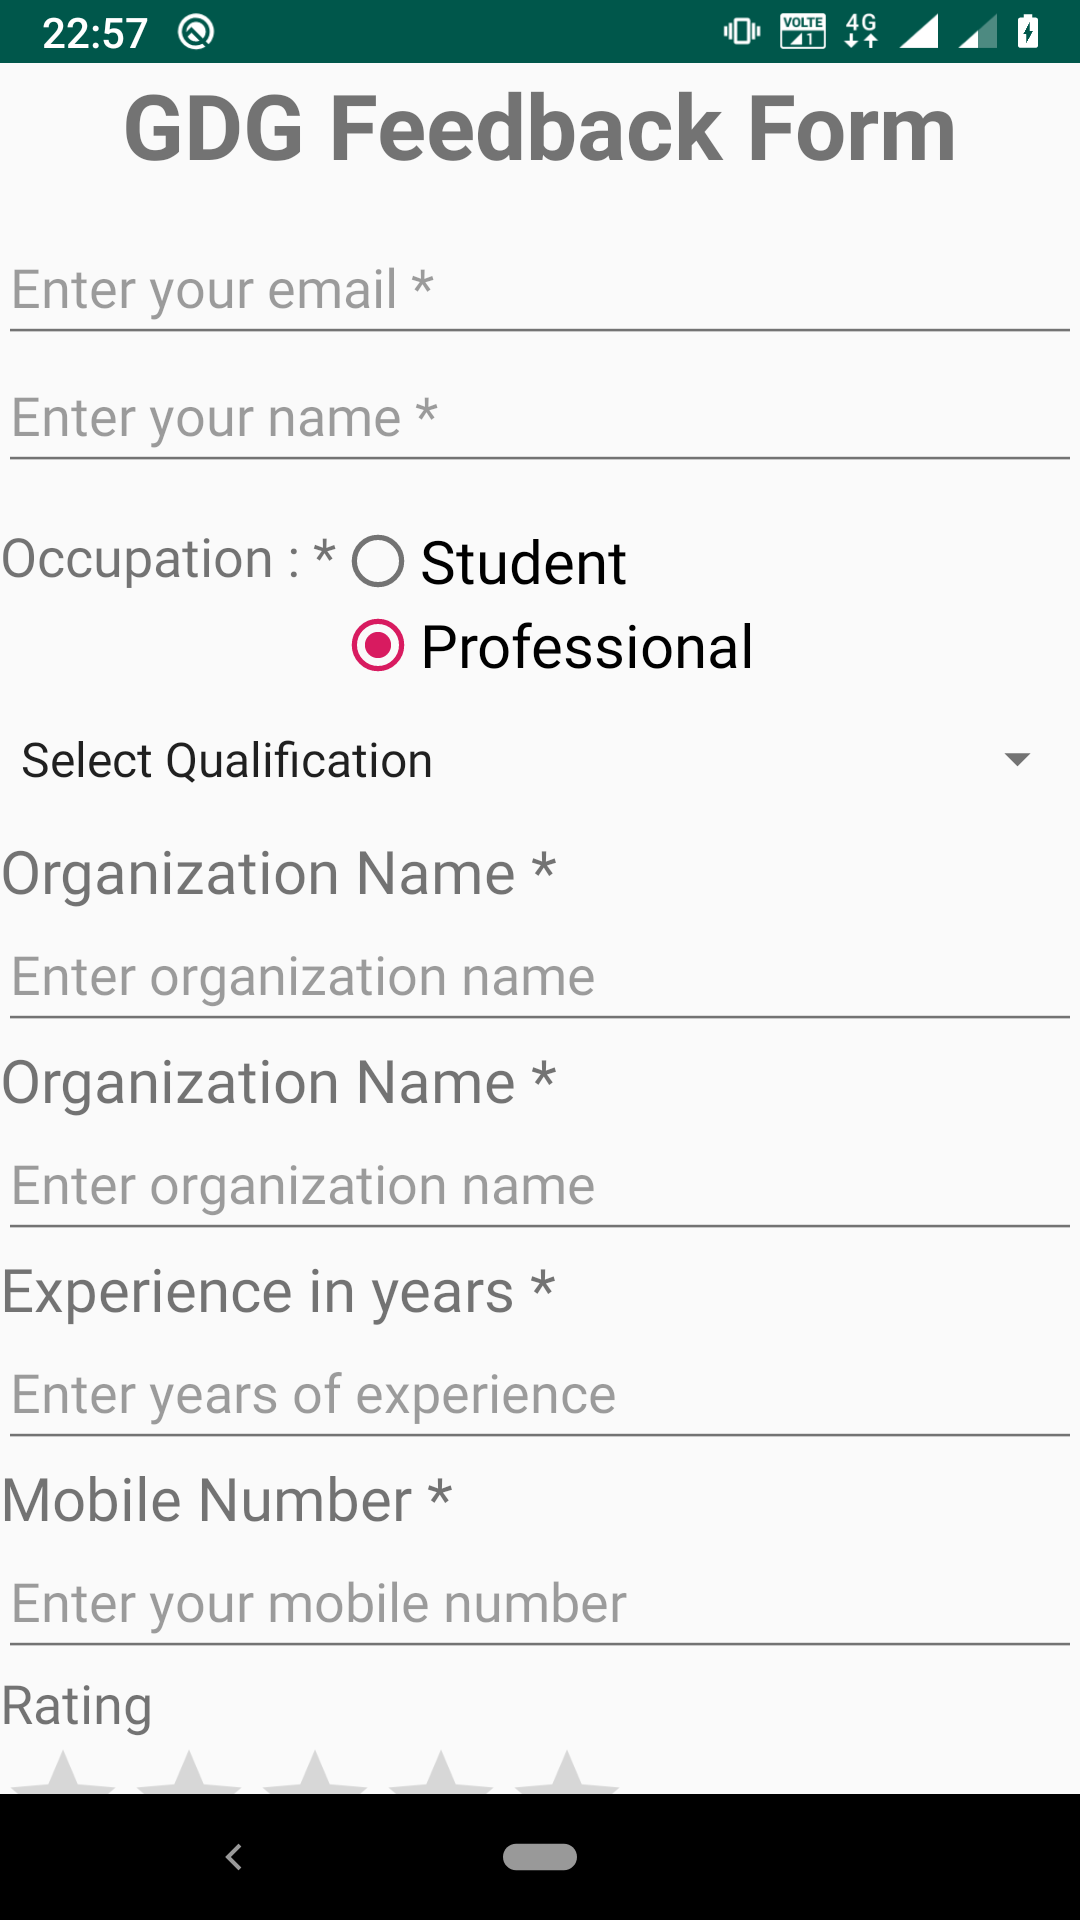 22:57
VOLTE 1 4G
GDG Feedback Form
Enter your email *
Enter your name *
Occupation : * Student
Professional
Select Qualification
Organization Name *
Enter organization name
Organization Name *
Enter organization name
Experience in years *
Enter years of experience
Mobile Number *
Enter your mobile number
Rating